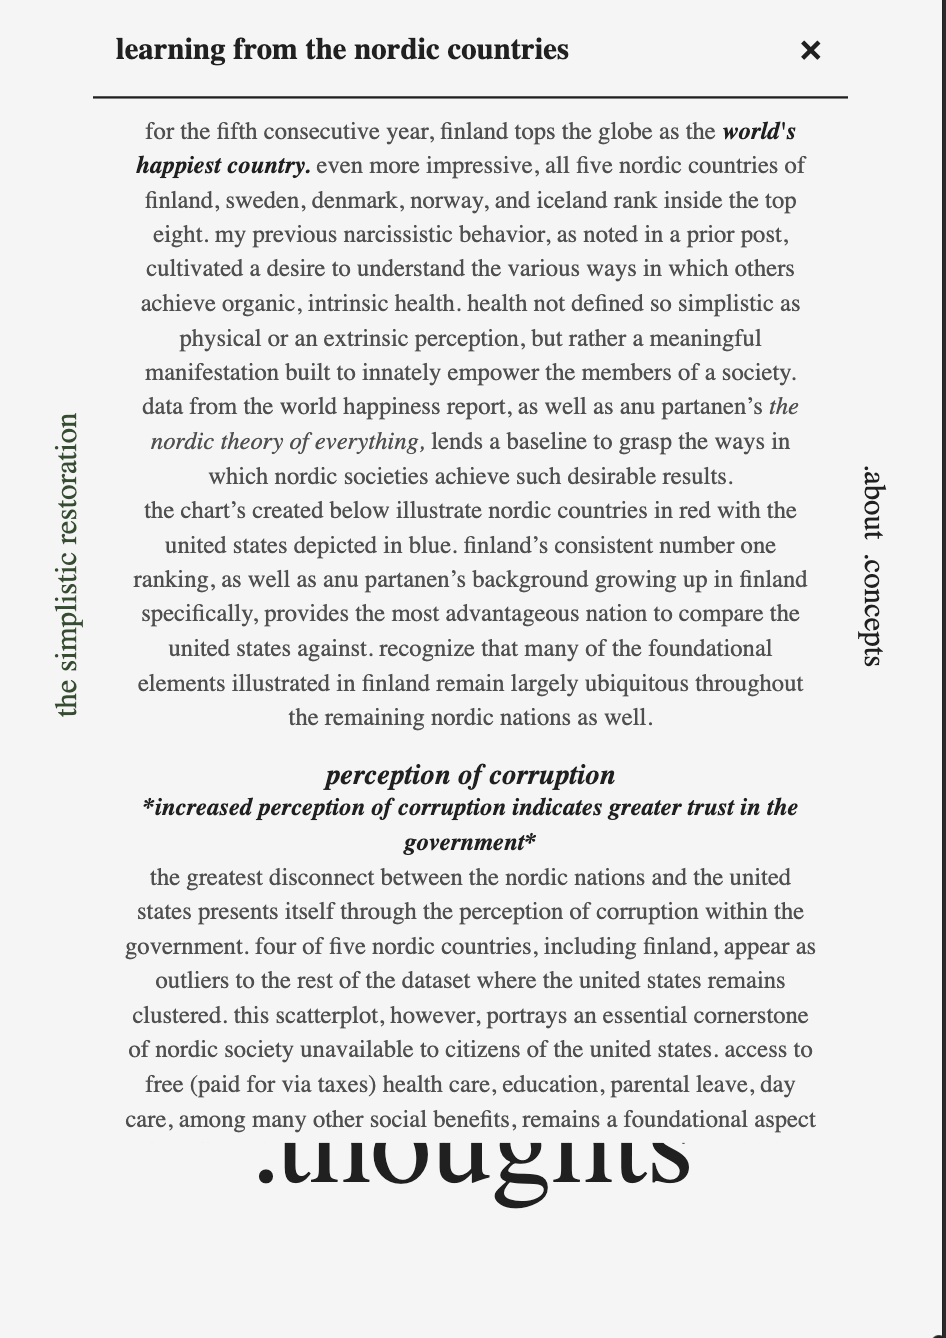 learning from the nordic countries
×
for the fifth consecutive year, finland tops the globe as the world's
happiest country. even more impressive, all five nordic countries of
finland, sweden, denmark, norway, and iceland rank inside the top
eight. my previous narcissistic behavior, as noted in a prior post,
cultivated a desire to understand the various ways in which others
achieve organic, intrinsic health. health not defined so simplistic as
physical or an extrinsic perception, but rather a meaningful
manifestation built to innately empower the members of a society.
data from the world happiness report, as well as anu partanen’s the
nordic theory of everything, lends a baseline to grasp the ways in
which nordic societies achieve such desirable results.
the chart’s created below illustrate nordic countries in red with the
united states depicted in blue. finland’s consistent number one
ranking, as well as anu partanen’s background growing up in finland
specifically, provides the most advantageous nation to compare the
united states against. recognize that many of the foundational
elements illustrated in finland remain largely ubiquitous throughout
the remaining nordic nations as well.
perception of corruption
*increased perception of corruption indicates greater trust in the
government*
the greatest disconnect between the nordic nations and the united
states presents itself through the perception of corruption within the
government. four of five nordic countries, including finland, appear as
outliers to the rest of the dataset where the united states remains
clustered. this scatterplot, however, portrays an essential cornerstone
of nordic society unavailable to citizens of the united states. access to
free (paid for via taxes) health care, education, parental leave, day
care, among many other social benefits, remains a foundational aspect
.thoughts
the simplistic restoration
.about .concepts